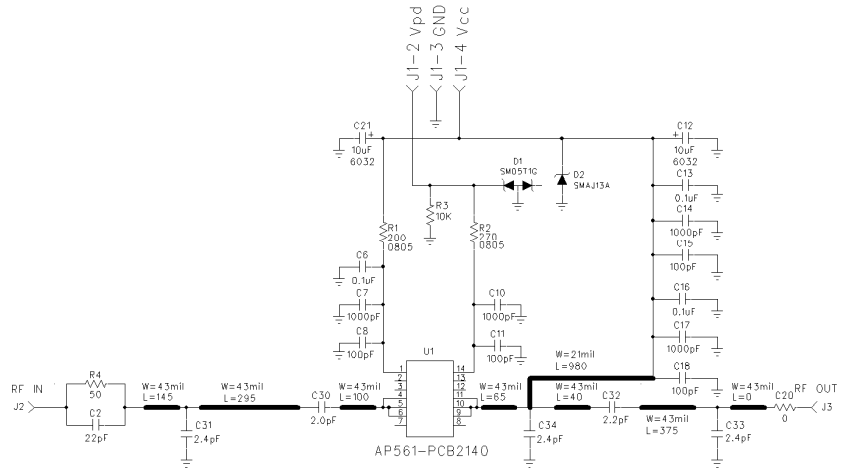 J1-2 Vpd
J1-3 GND
J1-4 Vcc
C21
+
10uF
6032
C12
+
10uF
6032
D1
SM05T1G
D2
SMAJ13A
C13
0.1uF
C14
1000pF
C15
100pF
R3
10K
R1
200
0805
R2
270
0805
C6
0.1uF
C7
1000pF
C8
100pF
C10
1000pF
C11
100pF
C16
0.1uF
C17
1000pF
C18
100pF
U1
1
2
3
4
5
6
7
14
13
12
11
10
9
8
AP561-PCB2140
RF IN
J2
R4
50
C2
22pF
W=43mil
L=145
C31
2.4pF
W=43mil
L=295
C30
2.0pF
W=43mil
L=100
W=43mil
L=65
W=21mil
L=980
C34
2.4pF
W=43mil
L=40
C32
2.2pF
W=43mil
L=375
C33
2.4pF
W=43mil
L=0
C20
0
RF OUT
J3